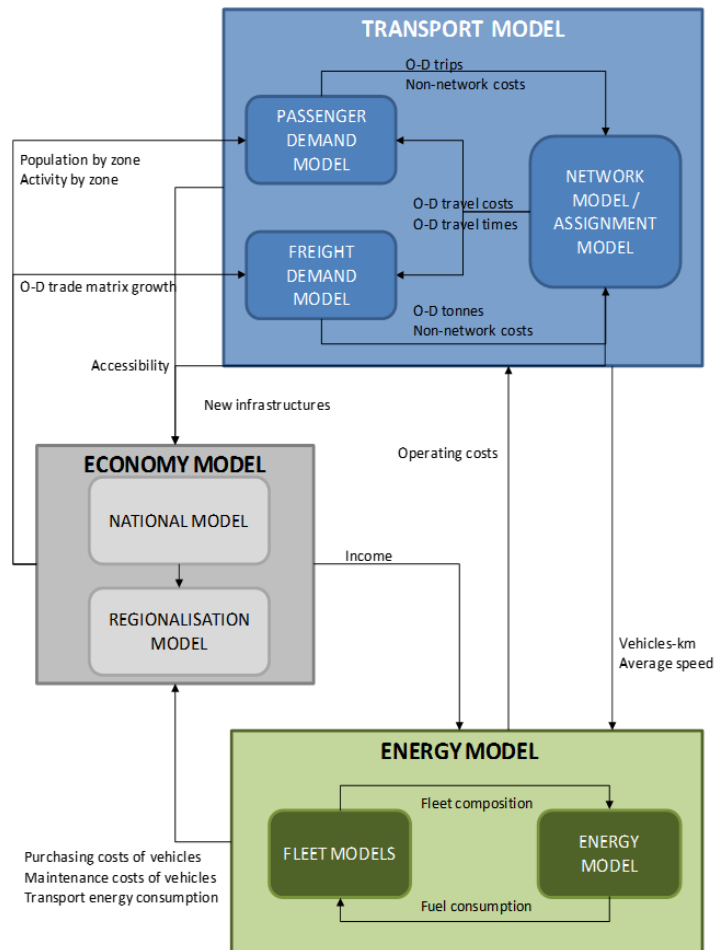 TRANSPORT MODEL
O-D trips
Non-network costs
PASSENGER
DEMAND
MODEL
Population by zone
Activity by zone
NETWORK
MODEL /
ASSIGNMENT
MODEL
O-D travel costs
O-D travel times
FREIGHT
DEMAND
MODEL
O-D trade matrix growth
O-D tonnes
Non-network costs
Accessibility
New infrastructures
ECONOMY MODEL
Operating costs
NATIONAL MODEL
Income
REGIONALISATION
MODEL
Vehicles-km
Average speed
ENERGY MODEL
Fleet composition
FLEET MODELS
ENERGY
MODEL
Purchasing costs of vehicles
Maintenance costs of vehicles
Transport energy consumption
Fuel consumption